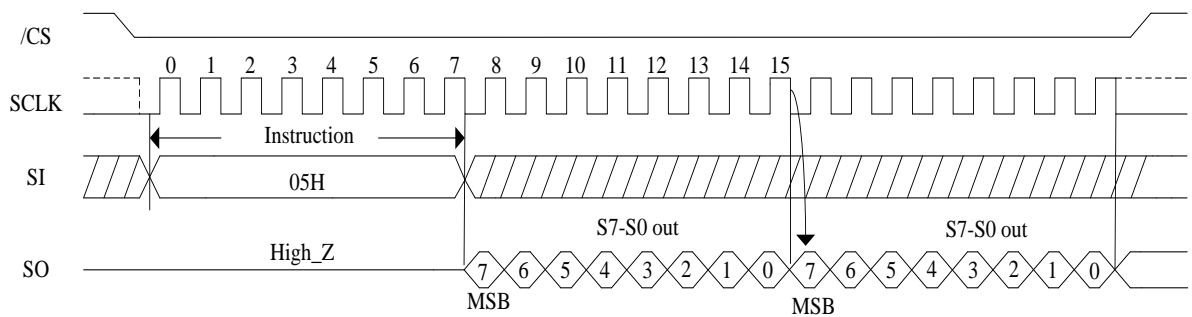 /CS
0 1 2 3 4 5 6 7 8 9 10 11 12 13 14 15
SCLK
Instruction
SI
05H
S7-S0 out S7-S0 out
High_Z
SO
7 6 5 4 3 2 1 0 7 6 5 4 3 2 1 0
MSB MSB